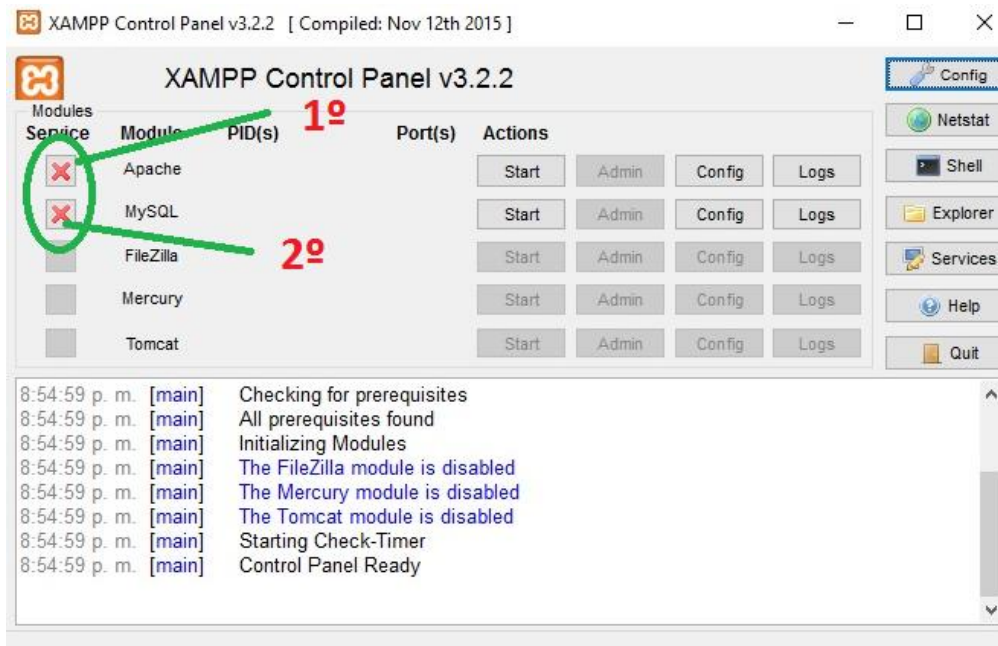 XAMPP Control Panel v3.2.2 [ Compiled: Nov 12th 2015 ]
XAMPP Control Panel v3.2.2
Config
Modules
Service Module PID(s) Port(s) Actions
1º
Netstat
Apache Start Admin Config Logs
Shell
MySQL Start Admin Config Logs
Explorer
2º
FileZilla Start Admin Config Logs
Services
Mercury Start Admin Config Logs
Help
Tomcat Start Admin Config Logs
Quit
8:54:59 p. m. [main] Checking for prerequisites
8:54:59 p. m. [main] All prerequisites found
8:54:59 p. m. [main] Initializing Modules
8:54:59 p. m. [main] The FileZilla module is disabled
8:54:59 p. m. [main] The Mercury module is disabled
8:54:59 p. m. [main] The Tomcat module is disabled
8:54:59 p. m. [main] Starting Check-Timer
8:54:59 p. m. [main] Control Panel Ready